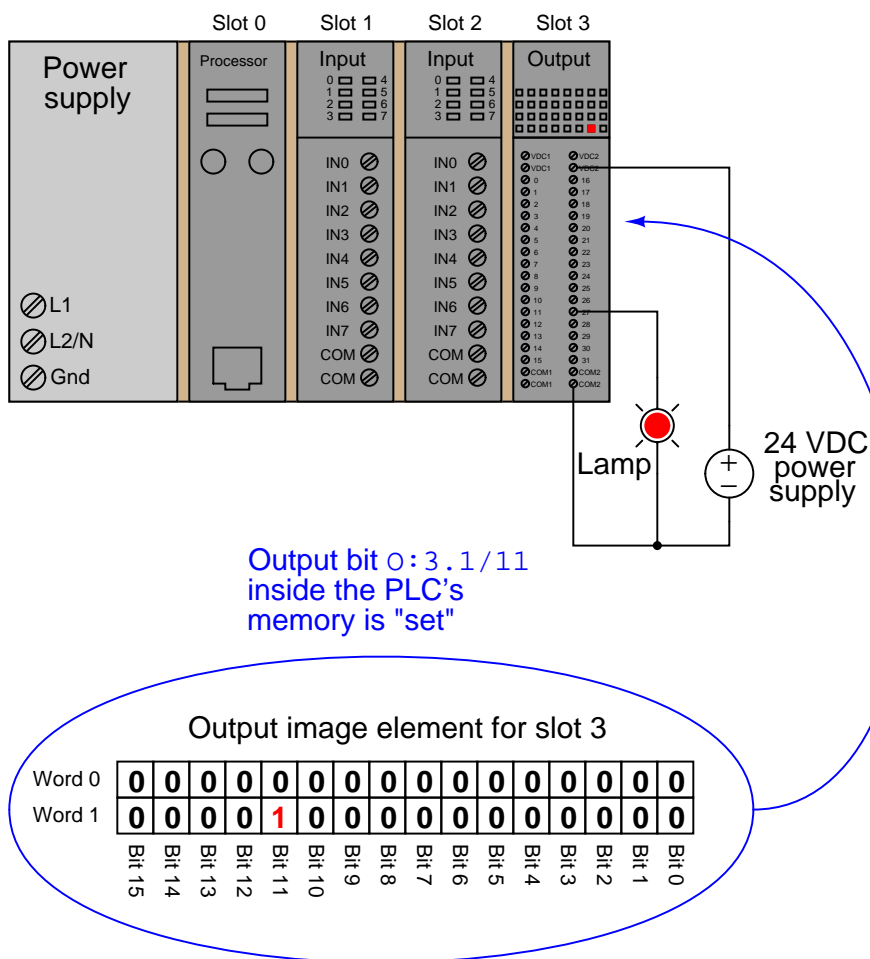 Slot 0 Slot 1 Slot 2 Slot 3
Power
supply
L1
L2/N
Gnd
Processor
Input
0 4
1 5
2 6
3 7
IN0
IN1
IN2
IN3
IN4
IN5
IN6
IN7
COM
COM
Input
0 4
1 5
2 6
3 7
IN0
IN1
IN2
IN3
IN4
IN5
IN6
IN7
COM
COM
Output
VDC1 VDC2
VDC1 VDC2
0 16
1 17
2 18
3 19
4 20
5 21
6 22
7 23
8 24
9 25
10 26
11 27
12 28
13 29
14 30
15 31
COM1 COM2
COM1 COM2
Lamp
+
−
24 VDC
power
supply
Output bit O:3.1/11
inside the PLC's
memory is "set"
Output image element for slot 3
Word 0 0 0 0 0 0 0 0 0 0 0 0 0 0 0 0 0
Word 1 0 0 0 0 1 0 0 0 0 0 0 0 0 0 0 0
Bit 15 Bit 14 Bit 13 Bit 12 Bit 11 Bit 10 Bit 9 Bit 8 Bit 7 Bit 6 Bit 5 Bit 4 Bit 3 Bit 2 Bit 1 Bit 0